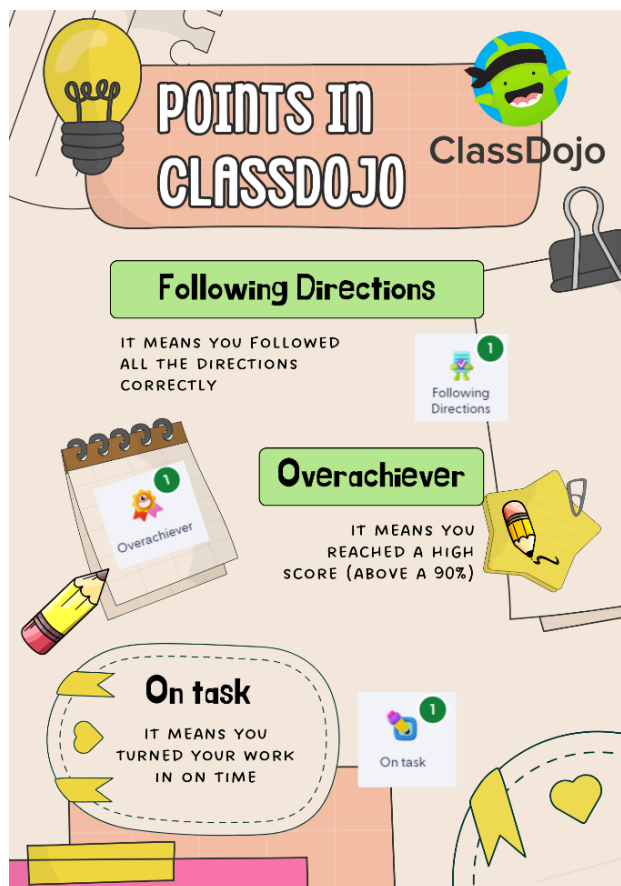 POINTS IN
CLASSDOJO
ClassDojo
Following Directions
IT MEANS YOU FOLLOWED
ALL THE DIRECTIONS
CORRECTLY
1
Following
Directions
1
Overachiever
Overachiever
IT MEANS YOU
REACHED A HIGH
SCORE (ABOVE A 90%)
On task
IT MEANS YOU
TURNED YOUR WORK
IN ON TIME
1
On task